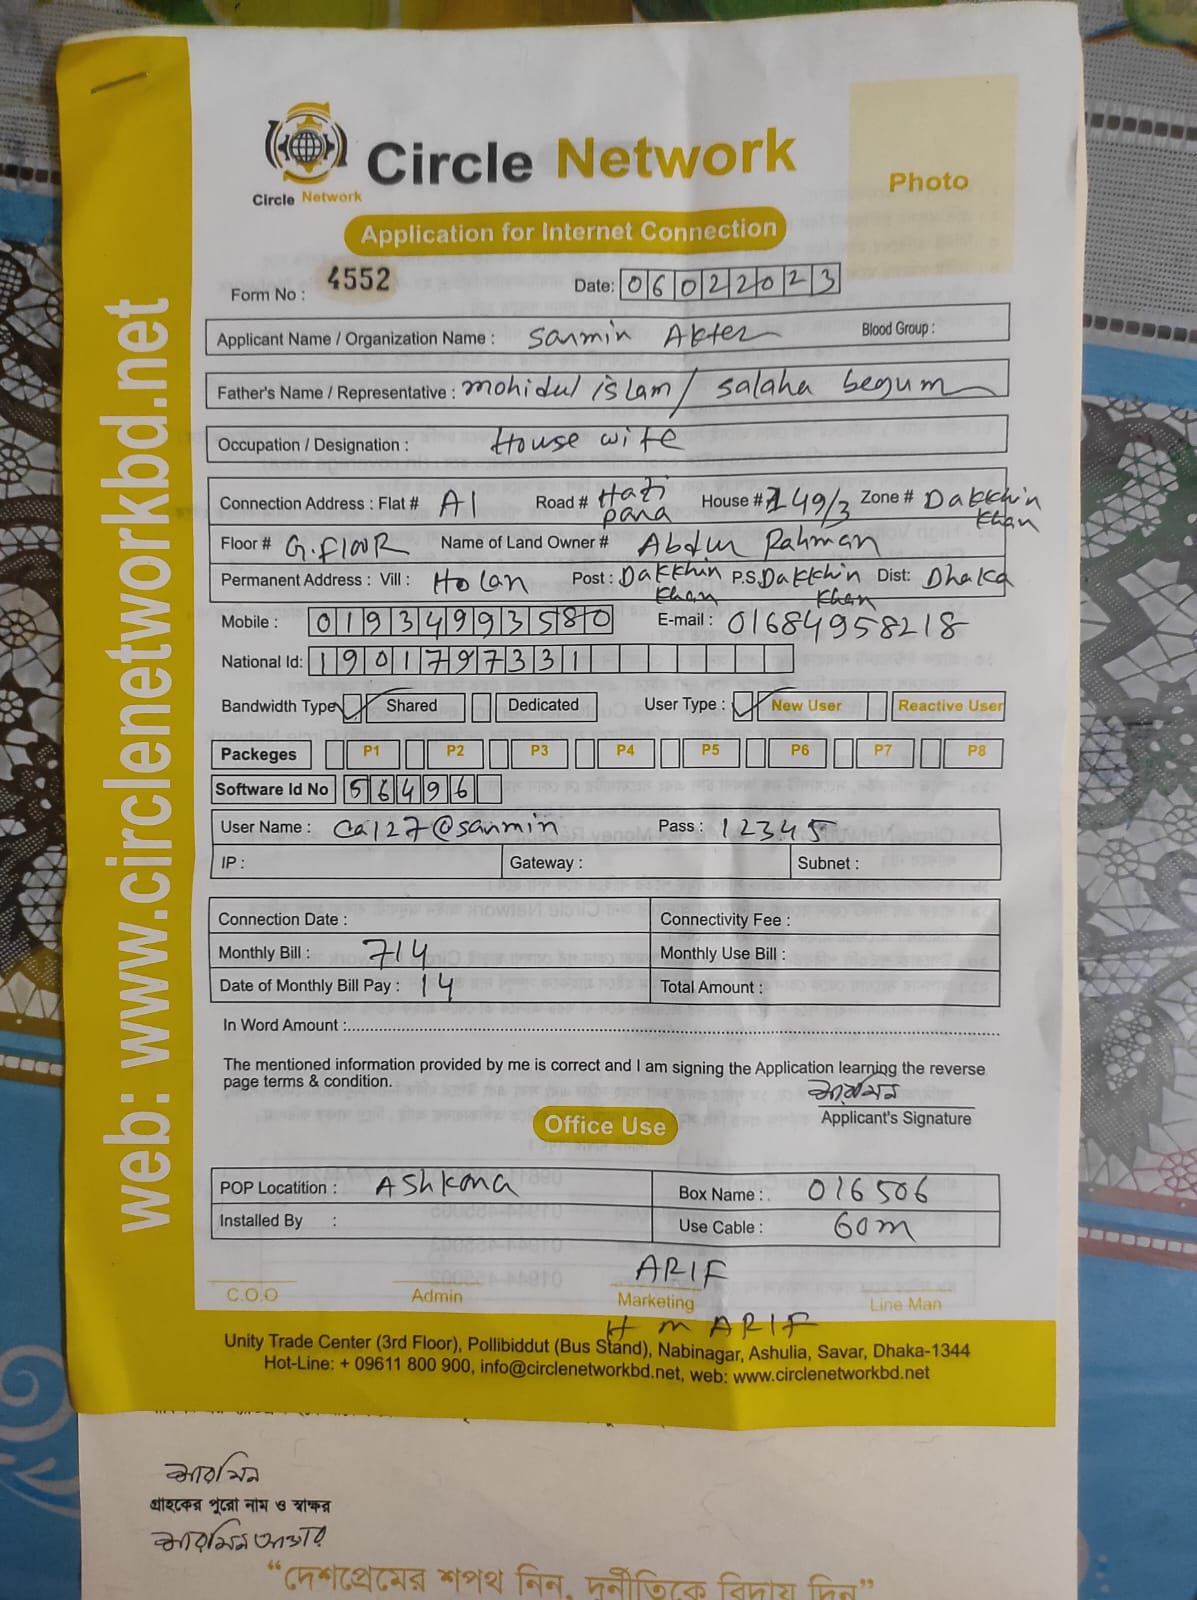 Circle Network
Circle Network
Photo
Application for Internet Connection
Form No : 4552
Date: 06022023
Applicant Name / Organization Name : Sanmin Akter
Blood Group :
Father's Name / Representative : mohidul islam / salaha begum
Occupation / Designation : House wife
Connection Address : Flat # A1 Road # Hazi para House # 149/3 Zone # Dakkhin Khan
Floor # G.FlooR Name of Land Owner # Abdur Rahman
Permanent Address : Vill : Holan Post : Dakkhin Khan P.S. Dakkhin Khan Dist: Dhaka
Mobile : 01934993580 E-mail : 01684958218
National Id: 1901797331
Bandwidth Type Shared Dedicated User Type : New User Reactive User
Packeges P1 P2 P3 P4 P5 P6 P7 P8
Software Id No 56496
User Name : Ca127@sanmin Pass : 12345
IP : Gateway : Subnet :
Connection Date : Connectivity Fee :
Monthly Bill : 714 Monthly Use Bill :
Date of Monthly Bill Pay : 14 Total Amount :
In Word Amount :
The mentioned information provided by me is correct and I am signing the Application learning the reverse
page terms & condition.
Applicant's Signature
Office Use
POP Locatition : AShkona Box Name : 016506
Installed By : Use Cable : 60m
ARIF
C.O.O Admin Marketing Line Man
H m ARIF
Unity Trade Center (3rd Floor), Pollibiddut (Bus Stand), Nabinagar, Ashulia, Savar, Dhaka-1344
Hot-Line: + 09611 800 900, info@circlenetworkbd.net, web: www.circlenetworkbd.net
web: www.circlenetworkbd.net
গ্রাহকের পুরো নাম ও স্বাক্ষর
“দেশপ্রেমের শপথ নিন, দুর্নীতিকে বিদায় দিন”